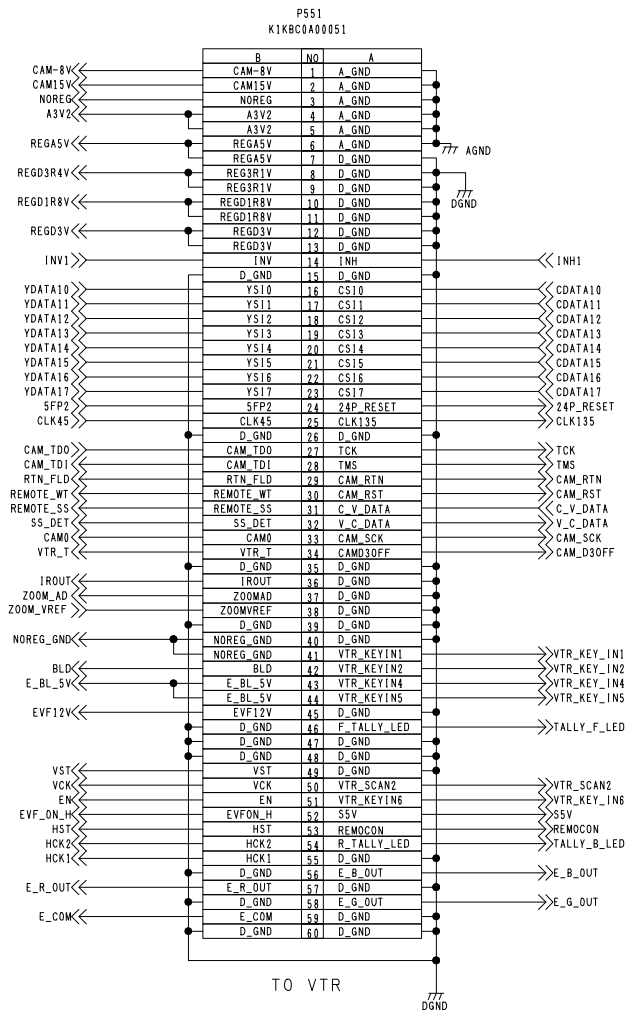 P551
K1KBC0A00051
B NO A
CAM-8V CAM-8V 1 A_GND
CAM15V CAM15V 2 A_GND
NOREG NOREG 3 A_GND
A3V2 A3V2 4 A_GND
A3V2 5 A_GND
REGA5V REGA5V 6 A_GND AGND
REGA5V 7 D_GND
REGD3R4V REG3R1V 8 D_GND
REG3R1V 9 D_GND DGND
REGD1R8V REGD1R8V 10 D_GND
REGD1R8V 11 D_GND
REGD3V REGD3V 12 D_GND
REGD3V 13 D_GND
INV1 INV 14 INH INH1
D_GND 15 D_GND
YDATA10 YSI0 16 CSI0 CDATA10
YDATA11 YSI1 17 CSI1 CDATA11
YDATA12 YSI2 18 CSI2 CDATA12
YDATA13 YSI3 19 CSI3 CDATA13
YDATA14 YSI4 20 CSI4 CDATA14
YDATA15 YSI5 21 CSI5 CDATA15
YDATA16 YSI6 22 CSI6 CDATA16
YDATA17 YSI7 23 CSI7 CDATA17
5FP2 5FP2 24 24P_RESET 24P_RESET
CLK45 CLK45 25 CLK135 CLK135
D_GND 26 D_GND
CAM_TDO CAM_TDO 27 TCK TCK
CAM_TDI CAM_TDI 28 TMS TMS
RTN_FLD RTN_FLD 29 CAM_RTN CAM_RTN
REMOTE_WT REMOTE_WT 30 CAM_RST CAM_RST
REMOTE_SS REMOTE_SS 31 C_V_DATA C_V_DATA
SS_DET SS_DET 32 V_C_DATA V_C_DATA
CAM0 CAM0 33 CAM_SCK CAM_SCK
VTR_T VTR_T 34 CAMD3OFF CAM_D3OFF
D_GND 35 D_GND
IROUT IROUT 36 D_GND
ZOOM_AD ZOOMAD 37 D_GND
ZOOM_VREF ZOOMVREF 38 D_GND
D_GND 39 D_GND
NOREG_GND NOREG_GND 40 D_GND
NOREG_GND 41 VTR_KEYIN1 VTR_KEY_IN1
BLD BLD 42 VTR_KEYIN2 VTR_KEY_IN2
E_BL_5V E_BL_5V 43 VTR_KEYIN4 VTR_KEY_IN4
E_BL_5V 44 VTR_KEYIN5 VTR_KEY_IN5
EVF12V EVF12V 45 D_GND
D_GND 46 F_TALLY_LED TALLY_F_LED
D_GND 47 D_GND
D_GND 48 D_GND
VST VST 49 D_GND
VCK VCK 50 VTR_SCAN2 VTR_SCAN2
EN EN 51 VTR_KEYIN6 VTR_KEY_IN6
EVF_ON_H EVFON_H 52 S5V S5V
HST HST 53 REMOCON REMOCON
HCK2 HCK2 54 R_TALLY_LED TALLY_B_LED
HCK1 HCK1 55 D_GND
D_GND 56 E_B_OUT E_B_OUT
E_R_OUT E_R_OUT 57 D_GND
D_GND 58 E_G_OUT E_G_OUT
E_COM E_COM 59 D_GND
D_GND 60 D_GND
TO VTR
DGND